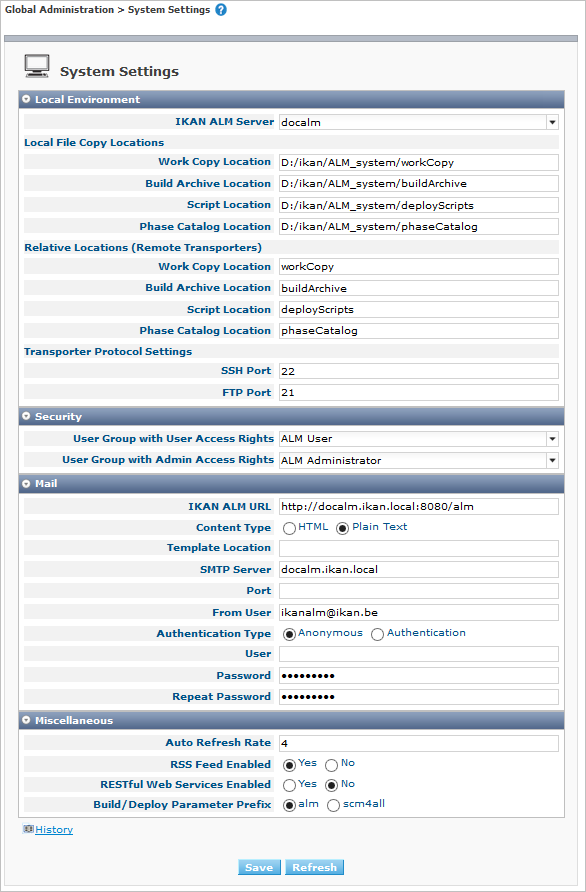 Global Administration > System Settings
System Settings
Local Environment
IKAN ALM Server docalm
Local File Copy Locations
Work Copy Location D:/ikan/ALM_system/workCopy
Build Archive Location D:/ikan/ALM_system/buildArchive
Script Location D:/ikan/ALM_system/deployScripts
Phase Catalog Location D:/ikan/ALM_system/phaseCatalog
Relative Locations (Remote Transporters)
Work Copy Location workCopy
Build Archive Location buildArchive
Script Location deployScripts
Phase Catalog Location phaseCatalog
Transporter Protocol Settings
SSH Port 22
FTP Port 21
Security
User Group with User Access Rights ALM User
User Group with Admin Access Rights ALM Administrator
Mail
IKAN ALM URL http://docalm.ikan.local:8080/alm
Content Type HTML Plain Text
Template Location
SMTP Server docalm.ikan.local
Port
From User ikanalm@ikan.be
Authentication Type Anonymous Authentication
User
Password •••••••••
Repeat Password •••••••••
Miscellaneous
Auto Refresh Rate 4
RSS Feed Enabled Yes No
RESTful Web Services Enabled Yes No
Build/Deploy Parameter Prefix alm scm4all
History
Save Refresh